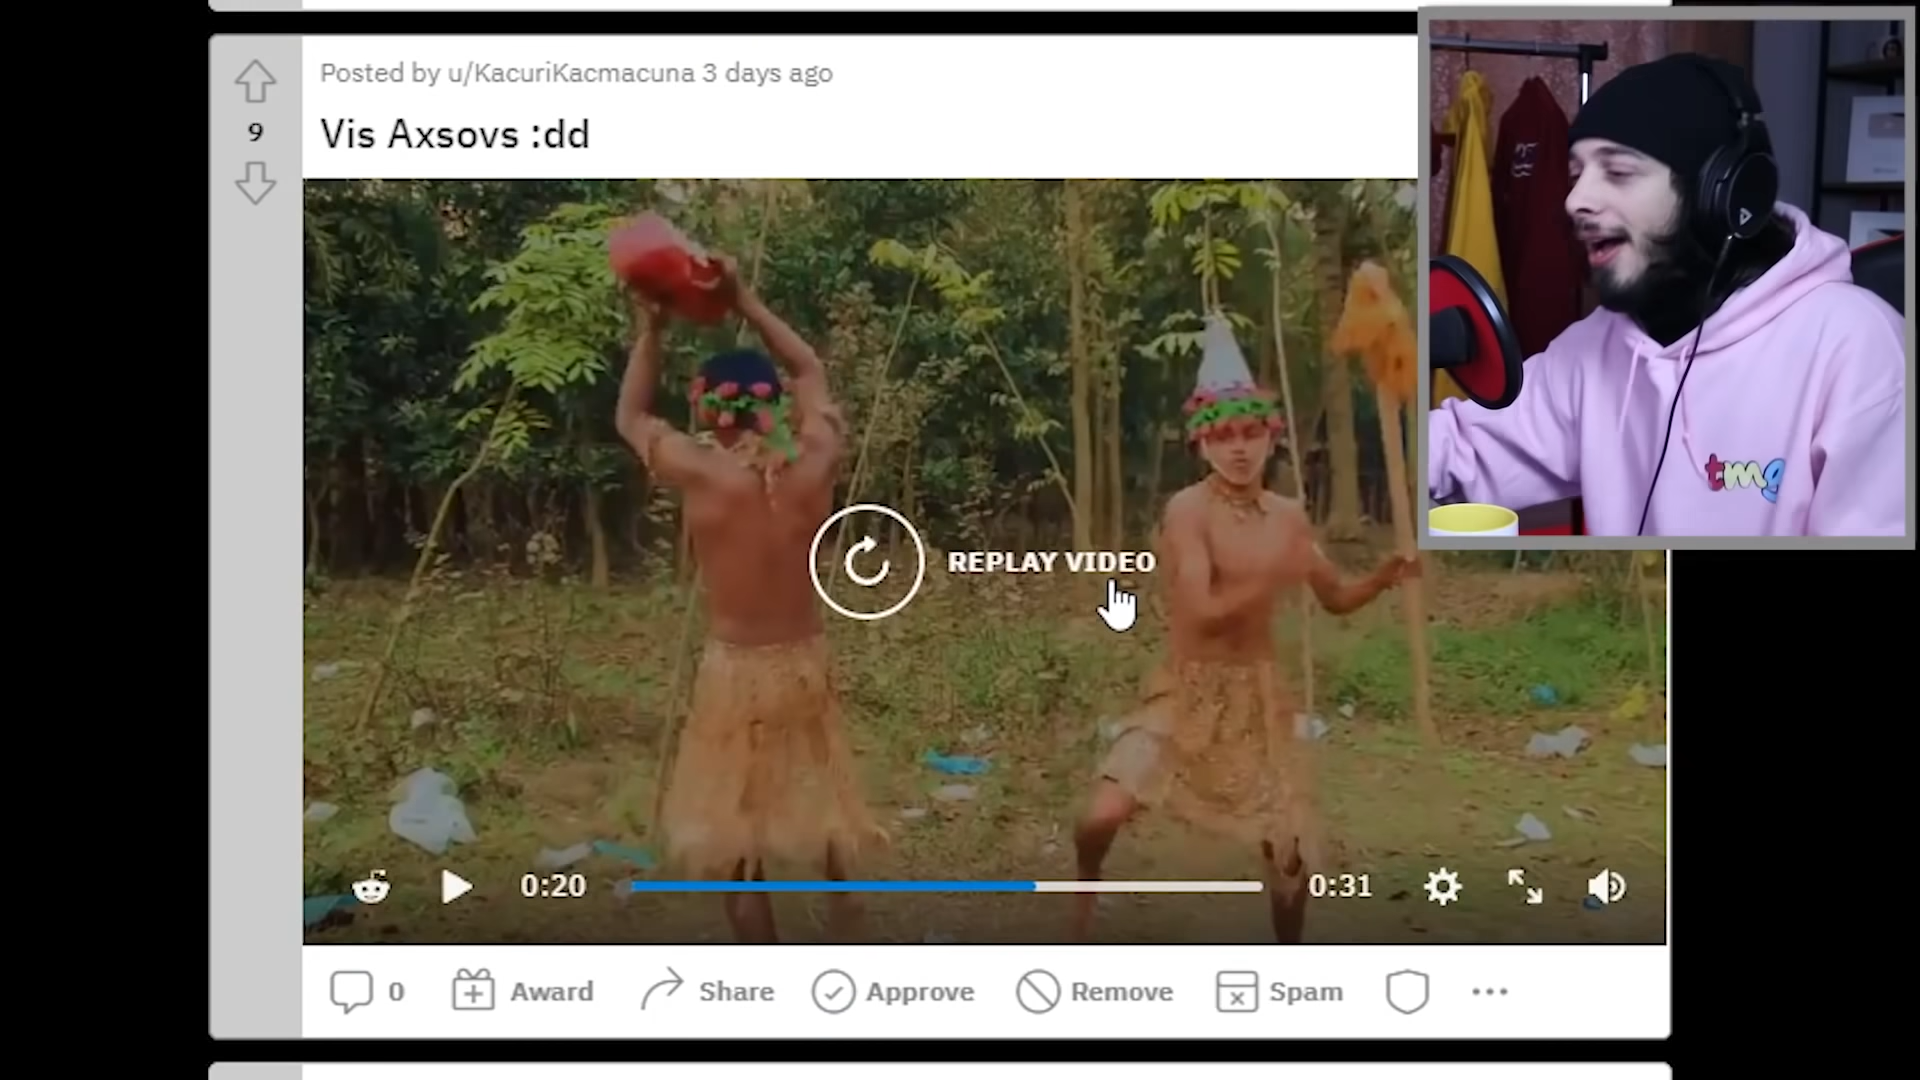 Posted by u/KacuriKacmacuna 3 days ago
9
Vis Axsovs :dd
tmg
REPLAY VIDEO
0:20
0:31
0
Award
Share
Approve
Remove
Spam